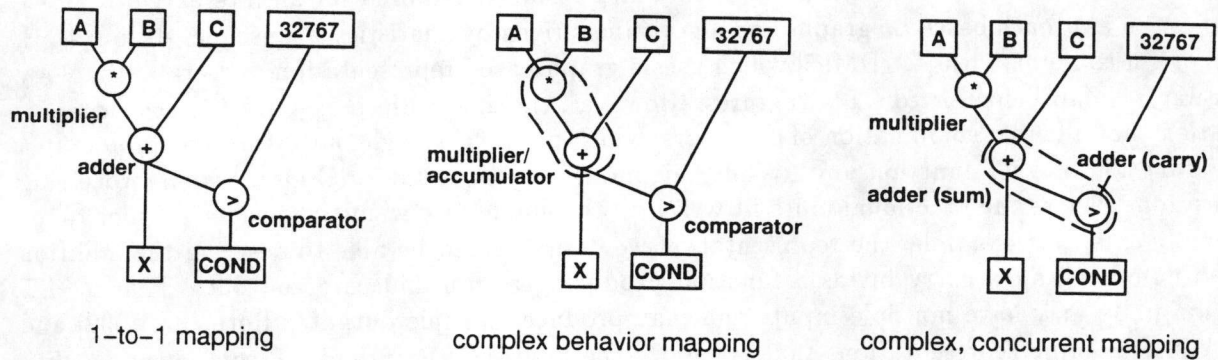 A B C 32767
*
multiplier
+
adder
>
comparator
X COND
1-to-1 mapping
A B C 32767
*
multiplier/
accumulator
+
>
comparator
X COND
complex behavior mapping
A B C 32767
*
multiplier
+
adder (carry)
adder (sum)
>
X COND
complex, concurrent mapping